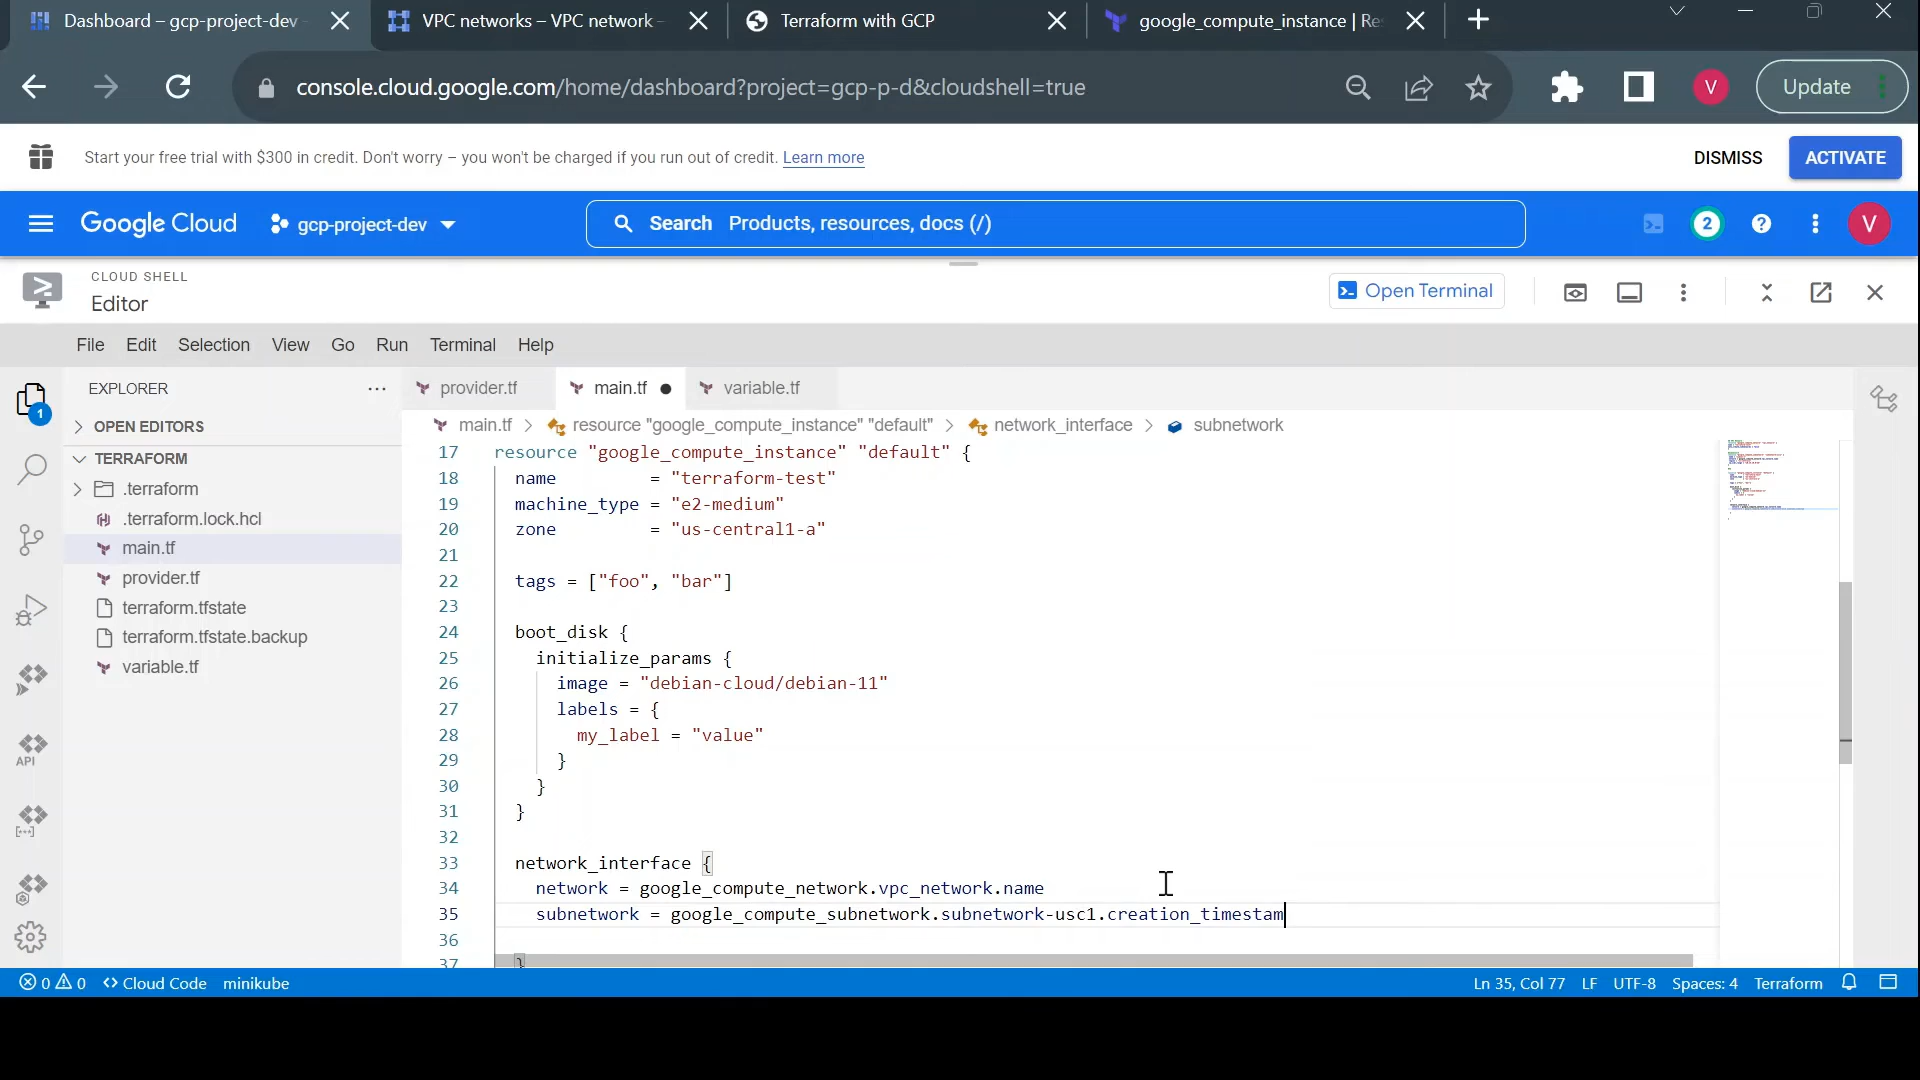 Dashboard – gcp-project-dev
VPC networks – VPC network –
Terraform with GCP
google_compute_instance | Re
console.cloud.google.com/home/dashboard?project=gcp-p-d&cloudshell=true
V
Update
Start your free trial with $300 in credit. Don't worry – you won't be charged if you run out of credit. Learn more
DISMISS
ACTIVATE
Google Cloud
gcp-project-dev
Search Products, resources, docs (/)
2
V
CLOUD SHELL
Editor
Open Terminal
File Edit Selection View Go Run Terminal Help
EXPLORER
provider.tf
main.tf
variable.tf
1
OPEN EDITORS
main.tf > resource "google_compute_instance" "default" > network_interface > subnetwork
TERRAFORM
.terraform
.terraform.lock.hcl
main.tf
provider.tf
terraform.tfstate
terraform.tfstate.backup
variable.tf
API
17 resource "google_compute_instance" "default" {
18 name = "terraform-test"
19 machine_type = "e2-medium"
20 zone = "us-central1-a"
21
22 tags = ["foo", "bar"]
23
24 boot_disk {
25 initialize_params {
26 image = "debian-cloud/debian-11"
27 labels = {
28 my_label = "value"
29 }
30 }
31 }
32
33 network_interface {
34 network = google_compute_network.vpc_network.name
35 subnetwork = google_compute_subnetwork.subnetwork-usc1.creation_timestam
36
37 }
0 0 Cloud Code minikube
Ln 35, Col 77 LF UTF-8 Spaces: 4 Terraform